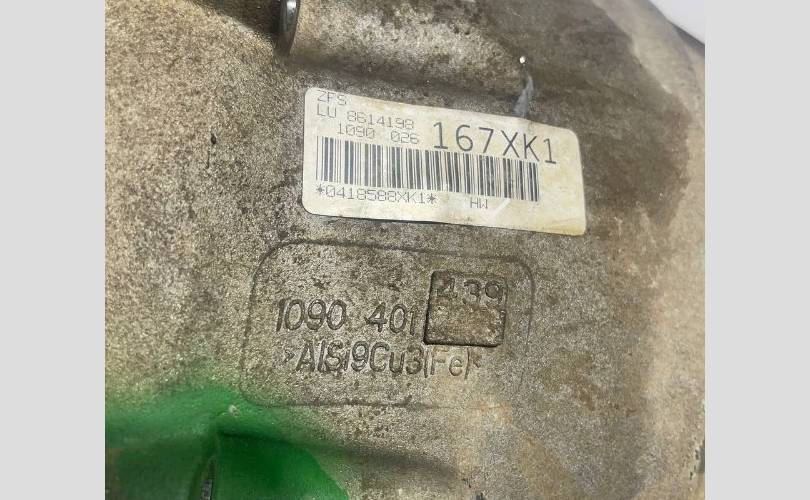 ZFS
LU 8614198
1090 026 167XK1
*0418588XK1* HW
1090 401 439
>AlSi9Cu3(Fe)<